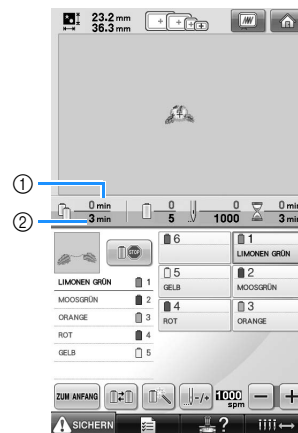 23.2 mm
36.3 mm
① 0 min 0 0 0 min
② 3 min 5 1000 3 min
6 1
LIMONEN GRÜN
LIMONEN GRÜN 1
MOOSGRÜN 2
ORANGE 3
ROT 4
GELB 5
5 2
GELB MOOSGRÜN
4 3
ROT ORANGE
STOP
ZUM ANFANG -/+ 1000 spm − +
SICHERN ?